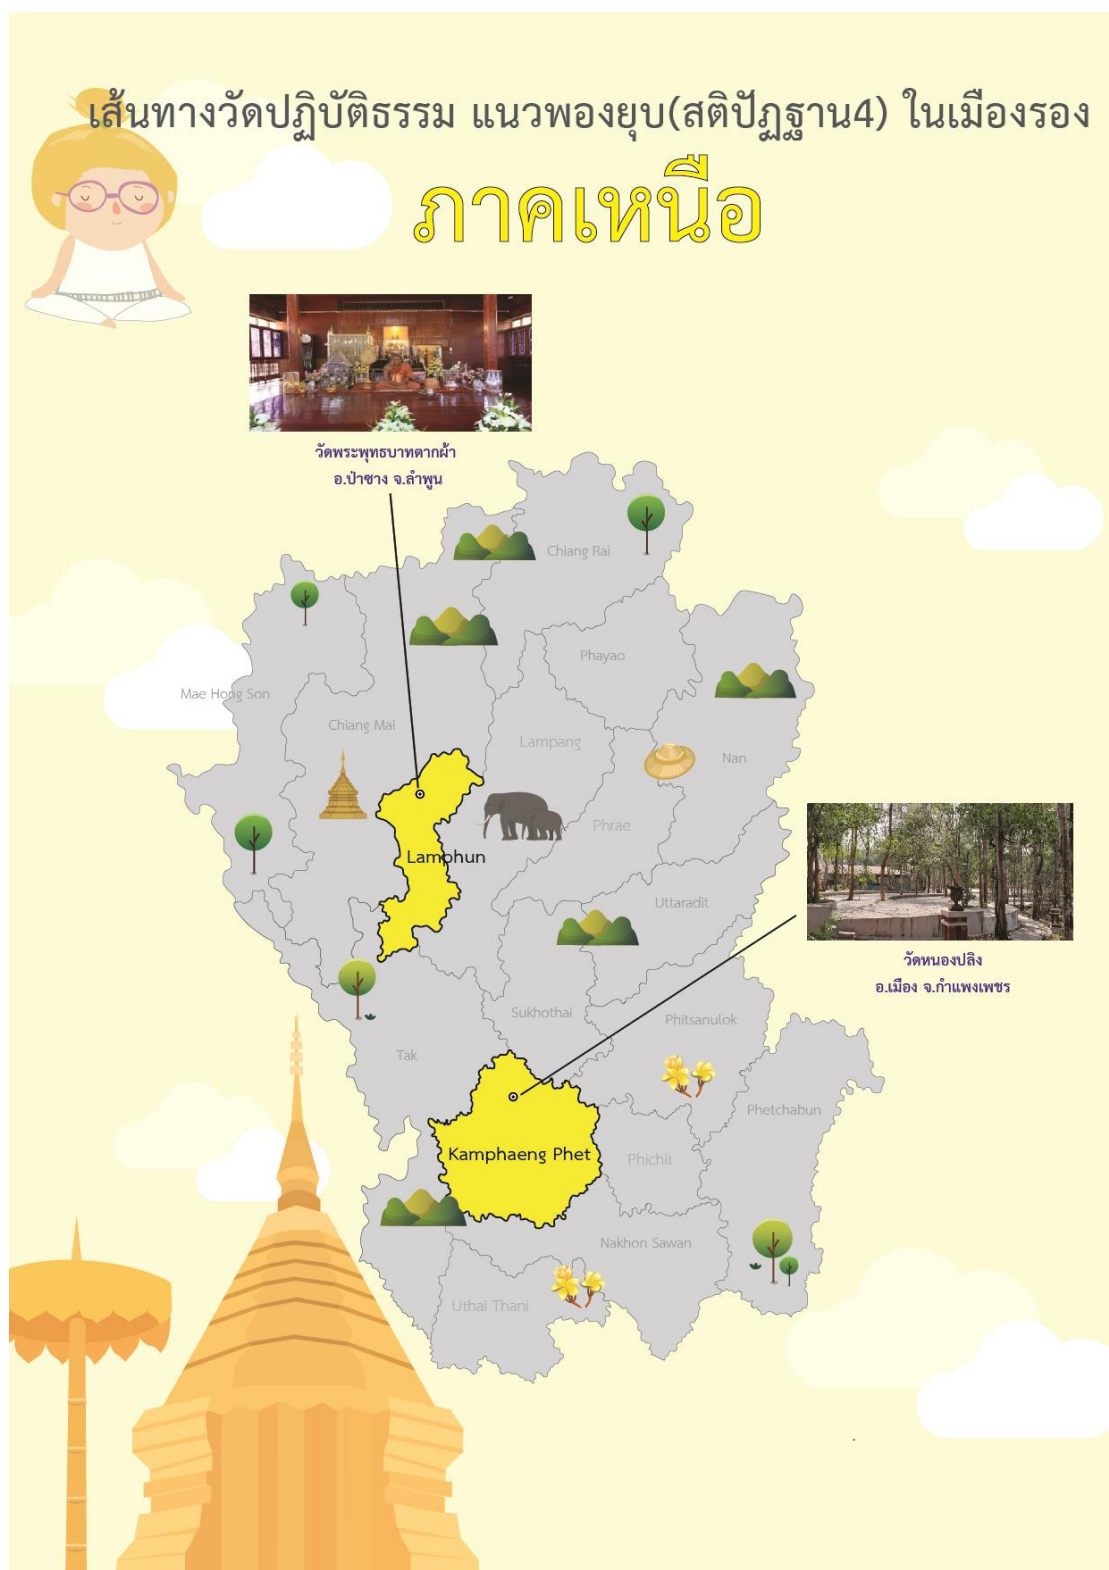 เส้นทางวัดปฏิบัติธรรม แนวพองยุบ(สติปัฏฐาน4) ในเมืองรอง
ภาคเหนือ
วัดพระพุทธบาทตากผ้า
อ.ป่าซาง จ.ลำพูน
Chiang Rai
Phayao
Mae Hong Son
Chiang Mai
Lampang
Nan
Phrae
Lamphun
Uttaradit
วัดหนองปลิง
อ.เมือง จ.กำแพงเพชร
Sukhothai
Phitsanulok
Tak
Phetchabun
Kamphaeng Phet
Phichit
Nakhon Sawan
Uthai Thani